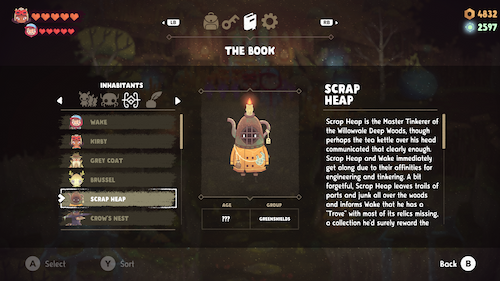 LB
RB
4832
2597
THE BOOK
INHABITANTS
WAKE
HIRET
GREY COAT
BRUSSEL
SCRAP HEAP
CROW'S NEST
AGE
GROUP
???
GREENSHIELDS
SCRAP
HEAP
Scrap Heap is the Master Tinkerer of
the Willowvale Deep Woods, though
perhaps the tea kettle over his head
communicated that clearly enough.
Scrap Heap and Wake immediately
get along due to their affinities for
engineering and tinkering. A bit
forgetful, Scrap Heap leaves trails of
parts and junk all over the woods
and informs Wake that he has a
"Trove" with most of its relics missing,
a collection he'd surely reward the
A Select
Y Sort
Back B